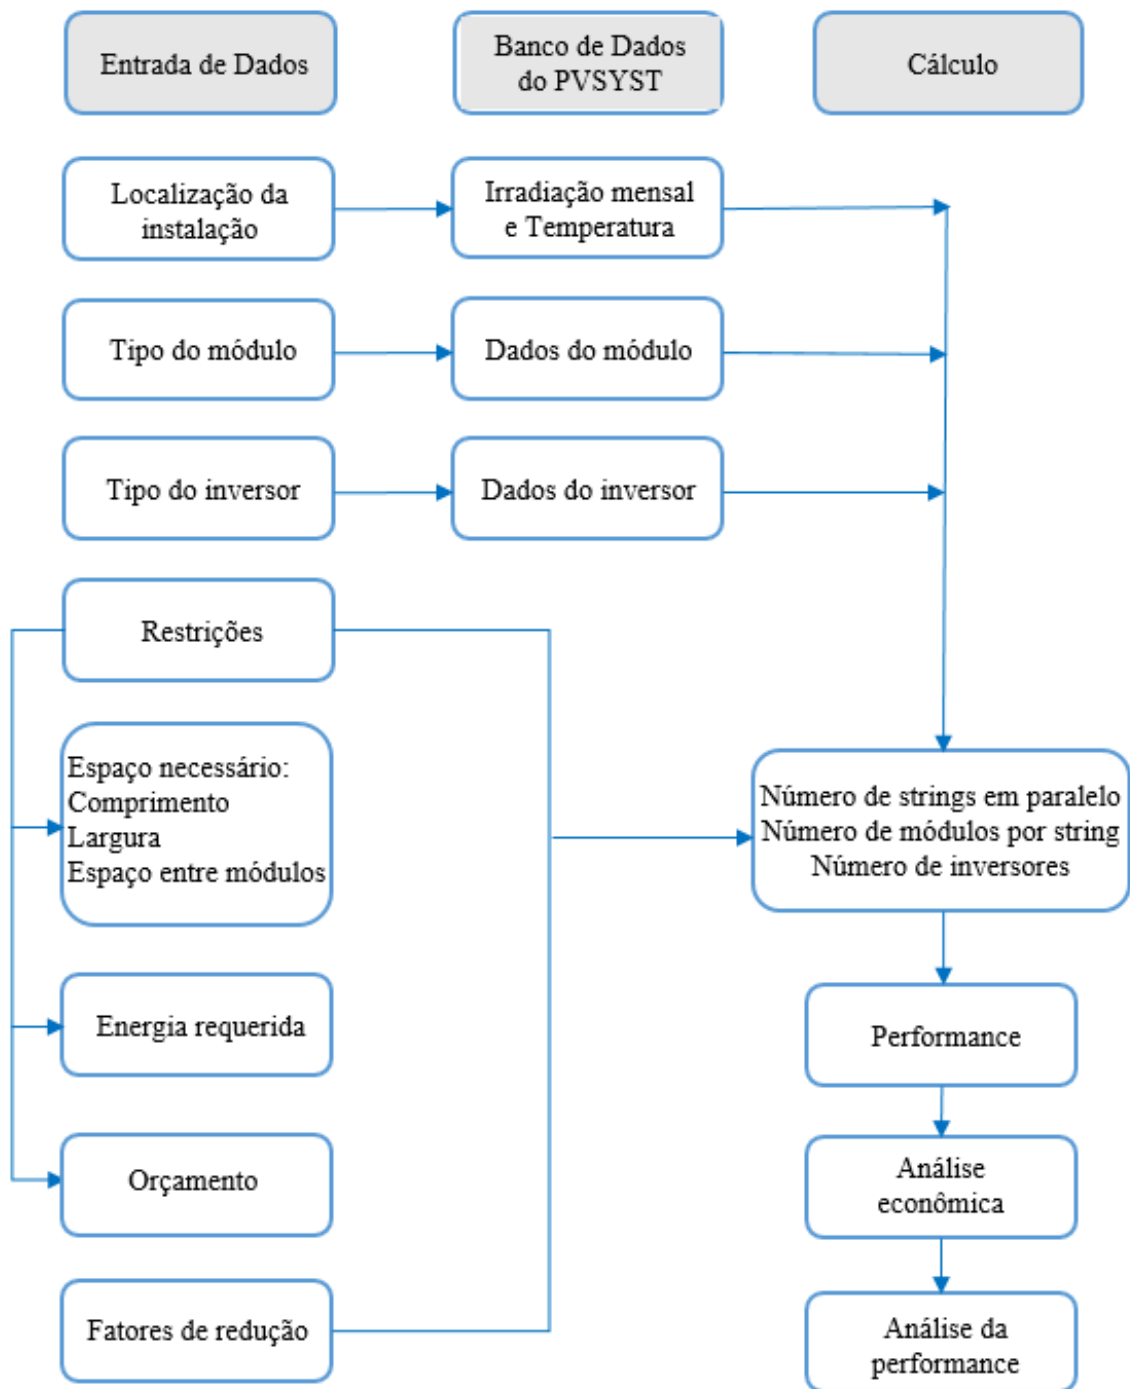 Entrada de Dados
Banco de Dados
do PVSYST
Cálculo
Localização da
instalação
Irradiação mensal
e Temperatura
Tipo do módulo
Dados do módulo
Tipo do inversor
Dados do inversor
Restrições
Espaço necessário:
Comprimento
Largura
Espaço entre módulos
Número de strings em paralelo
Número de módulos por string
Número de inversores
Energia requerida
Performance
Orçamento
Análise
econômica
Fatores de redução
Análise da
performance